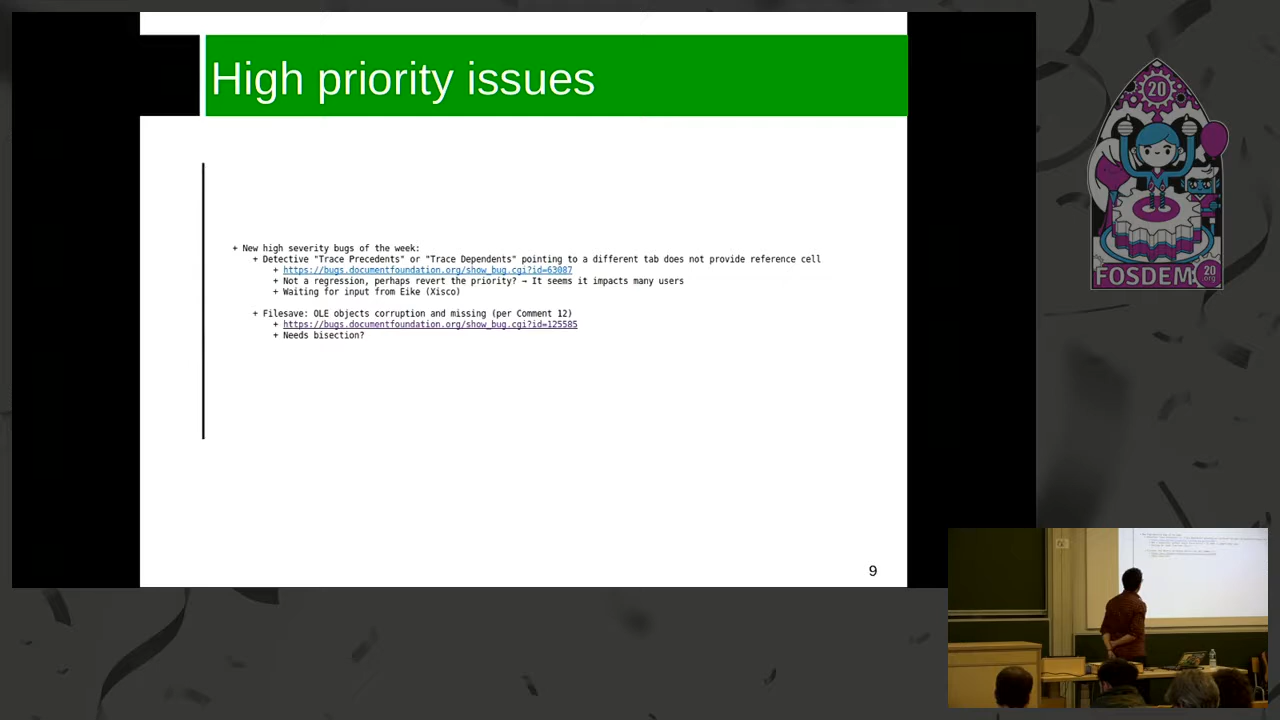 High priority issues
+ New high severity bugs of the week:
+ Detective "Trace Precedents" or "Trace Dependents" pointing to a different tab does not provide reference cell
+ https://bugs.documentfoundation.org/show_bug.cgi?id=63087
+ Not a regression, perhaps revert the priority? → It seems it impacts many users
+ Waiting for input from Eike (Xisco)
+ Filesave: OLE objects corruption and missing (per Comment 12)
+ https://bugs.documentfoundation.org/show_bug.cgi?id=125585
+ Needs bisection?
9
20
FOSDEM
20
org